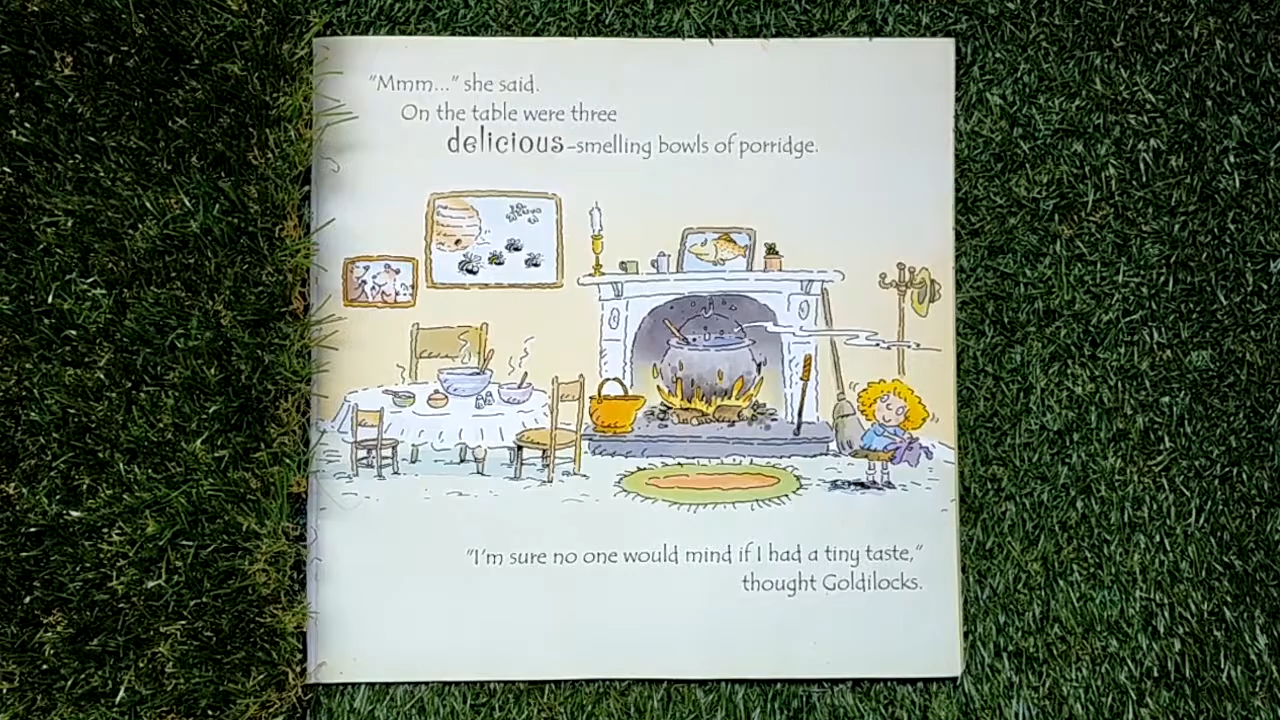 "Mmm..." she said.
On the table were three
delicious-smelling bowls of porridge.
"I'm sure no one would mind if I had a tiny taste,"
thought Goldilocks.